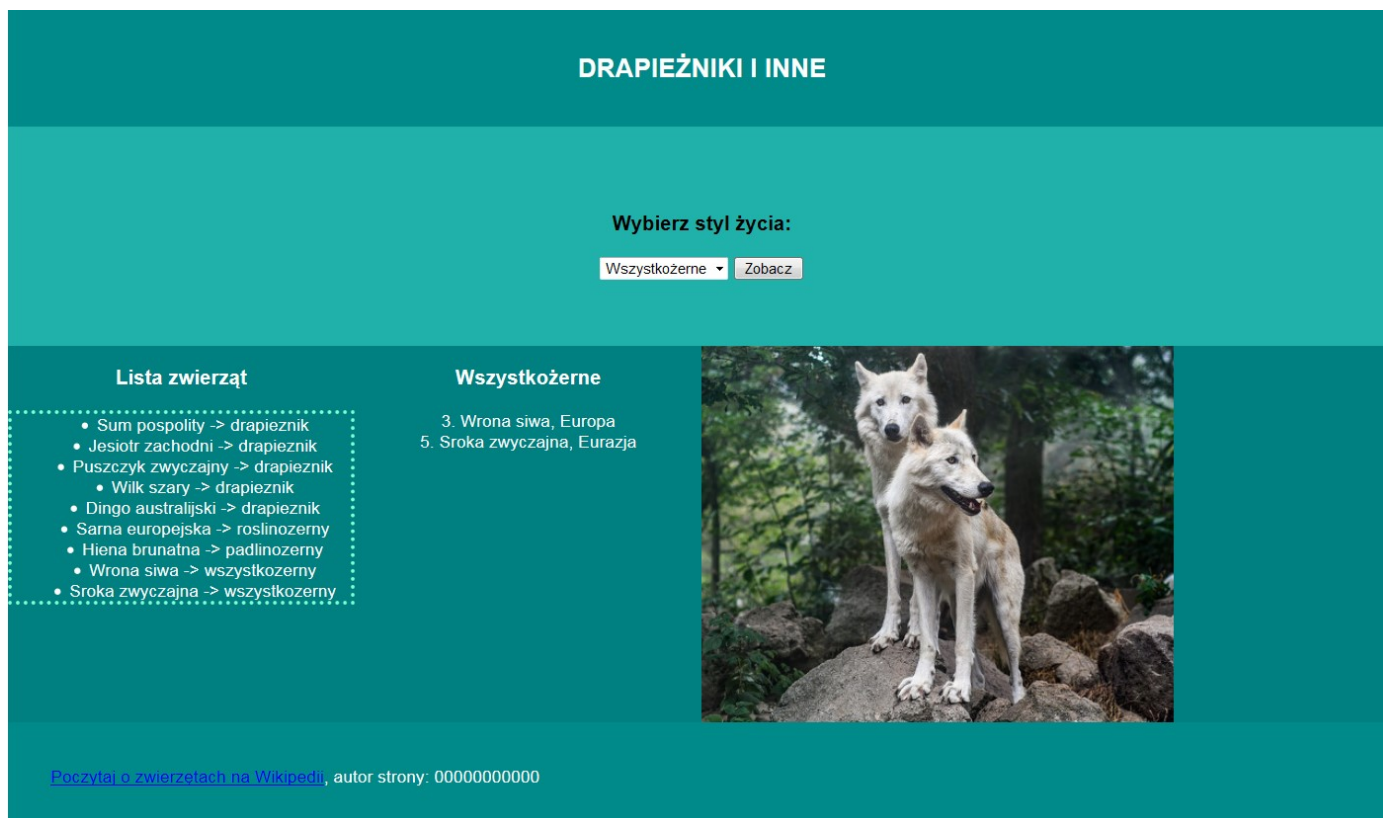 DRAPIEŻNIKI I INNE
Wybierz styl życia:
Wszystkożerne Zobacz
Lista zwierząt
• Sum pospolity -> drapieznik
• Jesiotr zachodni -> drapieznik
• Puszczyk zwyczajny -> drapieznik
• Wilk szary -> drapieznik
• Dingo australijski -> drapieznik
• Sarna europejska -> roslinozerny
• Hiena brunatna -> padlinozerny
• Wrona siwa -> wszystkozerny
• Sroka zwyczajna -> wszystkozerny
Wszystkożerne
3. Wrona siwa, Europa
5. Sroka zwyczajna, Eurazja
Poczytaj o zwierzętach na Wikipedii, autor strony: 00000000000